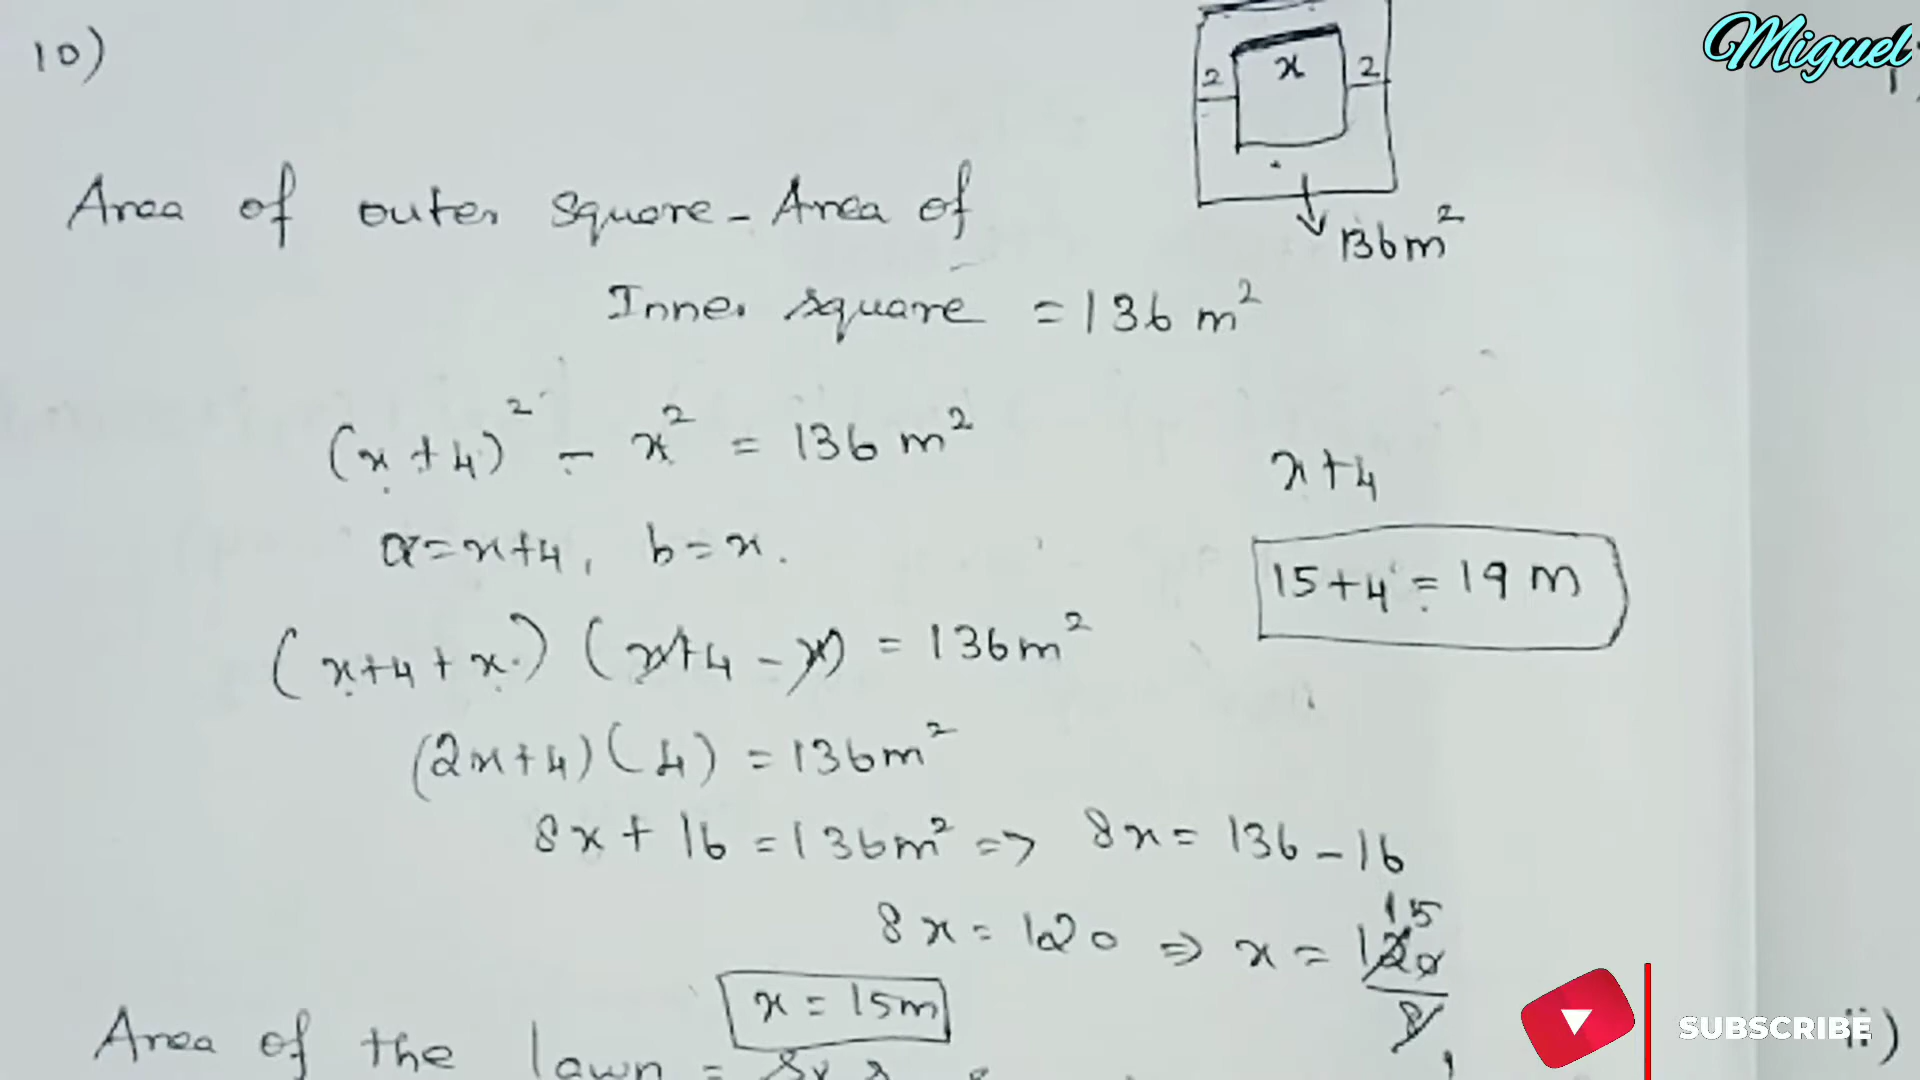 Miguel
10)
x
2 2
136m²
Area of outer square - Area of
Inner square = 136 m²
(x+4)² - x² = 136 m²
a=x+4, b=x.
x+4
15+4 = 19 m
(x+4+x) (x+4-x) = 136m²
(2x+4)(4) = 136m²
8x + 16 = 136m² => 8x = 136 - 16
8x = 120 => x = 120/8
15
1
x = 15m
Area of the lawn =
SUBSCRIBE
ii)